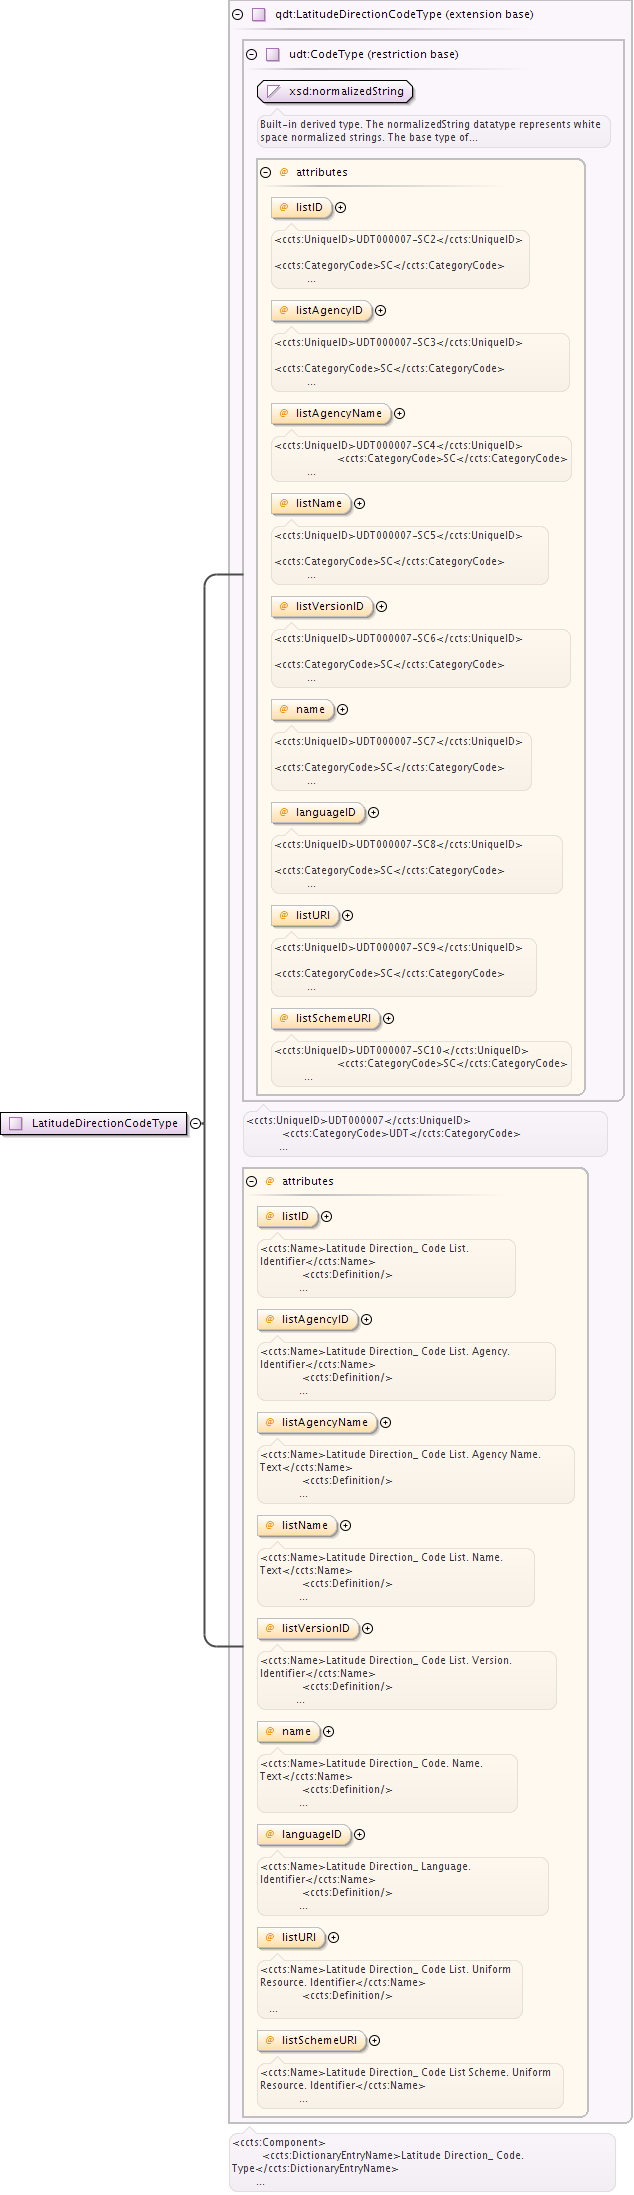 qdt:LatitudeDirectionCodeType (extension base)
udt:CodeType (restriction base)
xsd:normalizedString
Built-in derived type. The normalizedString datatype represents white
space normalized strings. The base type of...
@ attributes
@ listID
<ccts:UniqueID>UDT000007-SC2</ccts:UniqueID>
<ccts:CategoryCode>SC</ccts:CategoryCode>
...
@ listAgencyID
<ccts:UniqueID>UDT000007-SC3</ccts:UniqueID>
<ccts:CategoryCode>SC</ccts:CategoryCode>
...
@ listAgencyName
<ccts:UniqueID>UDT000007-SC4</ccts:UniqueID>
<ccts:CategoryCode>SC</ccts:CategoryCode>
...
@ listName
<ccts:UniqueID>UDT000007-SC5</ccts:UniqueID>
<ccts:CategoryCode>SC</ccts:CategoryCode>
...
@ listVersionID
<ccts:UniqueID>UDT000007-SC6</ccts:UniqueID>
<ccts:CategoryCode>SC</ccts:CategoryCode>
...
@ name
<ccts:UniqueID>UDT000007-SC7</ccts:UniqueID>
<ccts:CategoryCode>SC</ccts:CategoryCode>
...
@ languageID
<ccts:UniqueID>UDT000007-SC8</ccts:UniqueID>
<ccts:CategoryCode>SC</ccts:CategoryCode>
...
@ listURI
<ccts:UniqueID>UDT000007-SC9</ccts:UniqueID>
<ccts:CategoryCode>SC</ccts:CategoryCode>
...
@ listSchemeURI
<ccts:UniqueID>UDT000007-SC10</ccts:UniqueID>
<ccts:CategoryCode>SC</ccts:CategoryCode>
...
LatitudeDirectionCodeType
<ccts:UniqueID>UDT000007</ccts:UniqueID>
<ccts:CategoryCode>UDT</ccts:CategoryCode>
...
@ attributes
@ listID
<ccts:Name>Latitude Direction_ Code List.
Identifier</ccts:Name>
<ccts:Definition/>
...
@ listAgencyID
<ccts:Name>Latitude Direction_ Code List. Agency.
Identifier</ccts:Name>
<ccts:Definition/>
...
@ listAgencyName
<ccts:Name>Latitude Direction_ Code List. Agency Name.
Text</ccts:Name>
<ccts:Definition/>
...
@ listName
<ccts:Name>Latitude Direction_ Code List. Name.
Text</ccts:Name>
<ccts:Definition/>
...
@ listVersionID
<ccts:Name>Latitude Direction_ Code List. Version.
Identifier</ccts:Name>
<ccts:Definition/>
...
@ name
<ccts:Name>Latitude Direction_ Code. Name.
Text</ccts:Name>
<ccts:Definition/>
...
@ languageID
<ccts:Name>Latitude Direction_ Language.
Identifier</ccts:Name>
<ccts:Definition/>
...
@ listURI
<ccts:Name>Latitude Direction_ Code List. Uniform
Resource. Identifier</ccts:Name>
<ccts:Definition/>
...
@ listSchemeURI
<ccts:Name>Latitude Direction_ Code List Scheme. Uniform
Resource. Identifier</ccts:Name>
...
<ccts:Component>
<ccts:DictionaryEntryName>Latitude Direction_ Code.
Type</ccts:DictionaryEntryName>
...